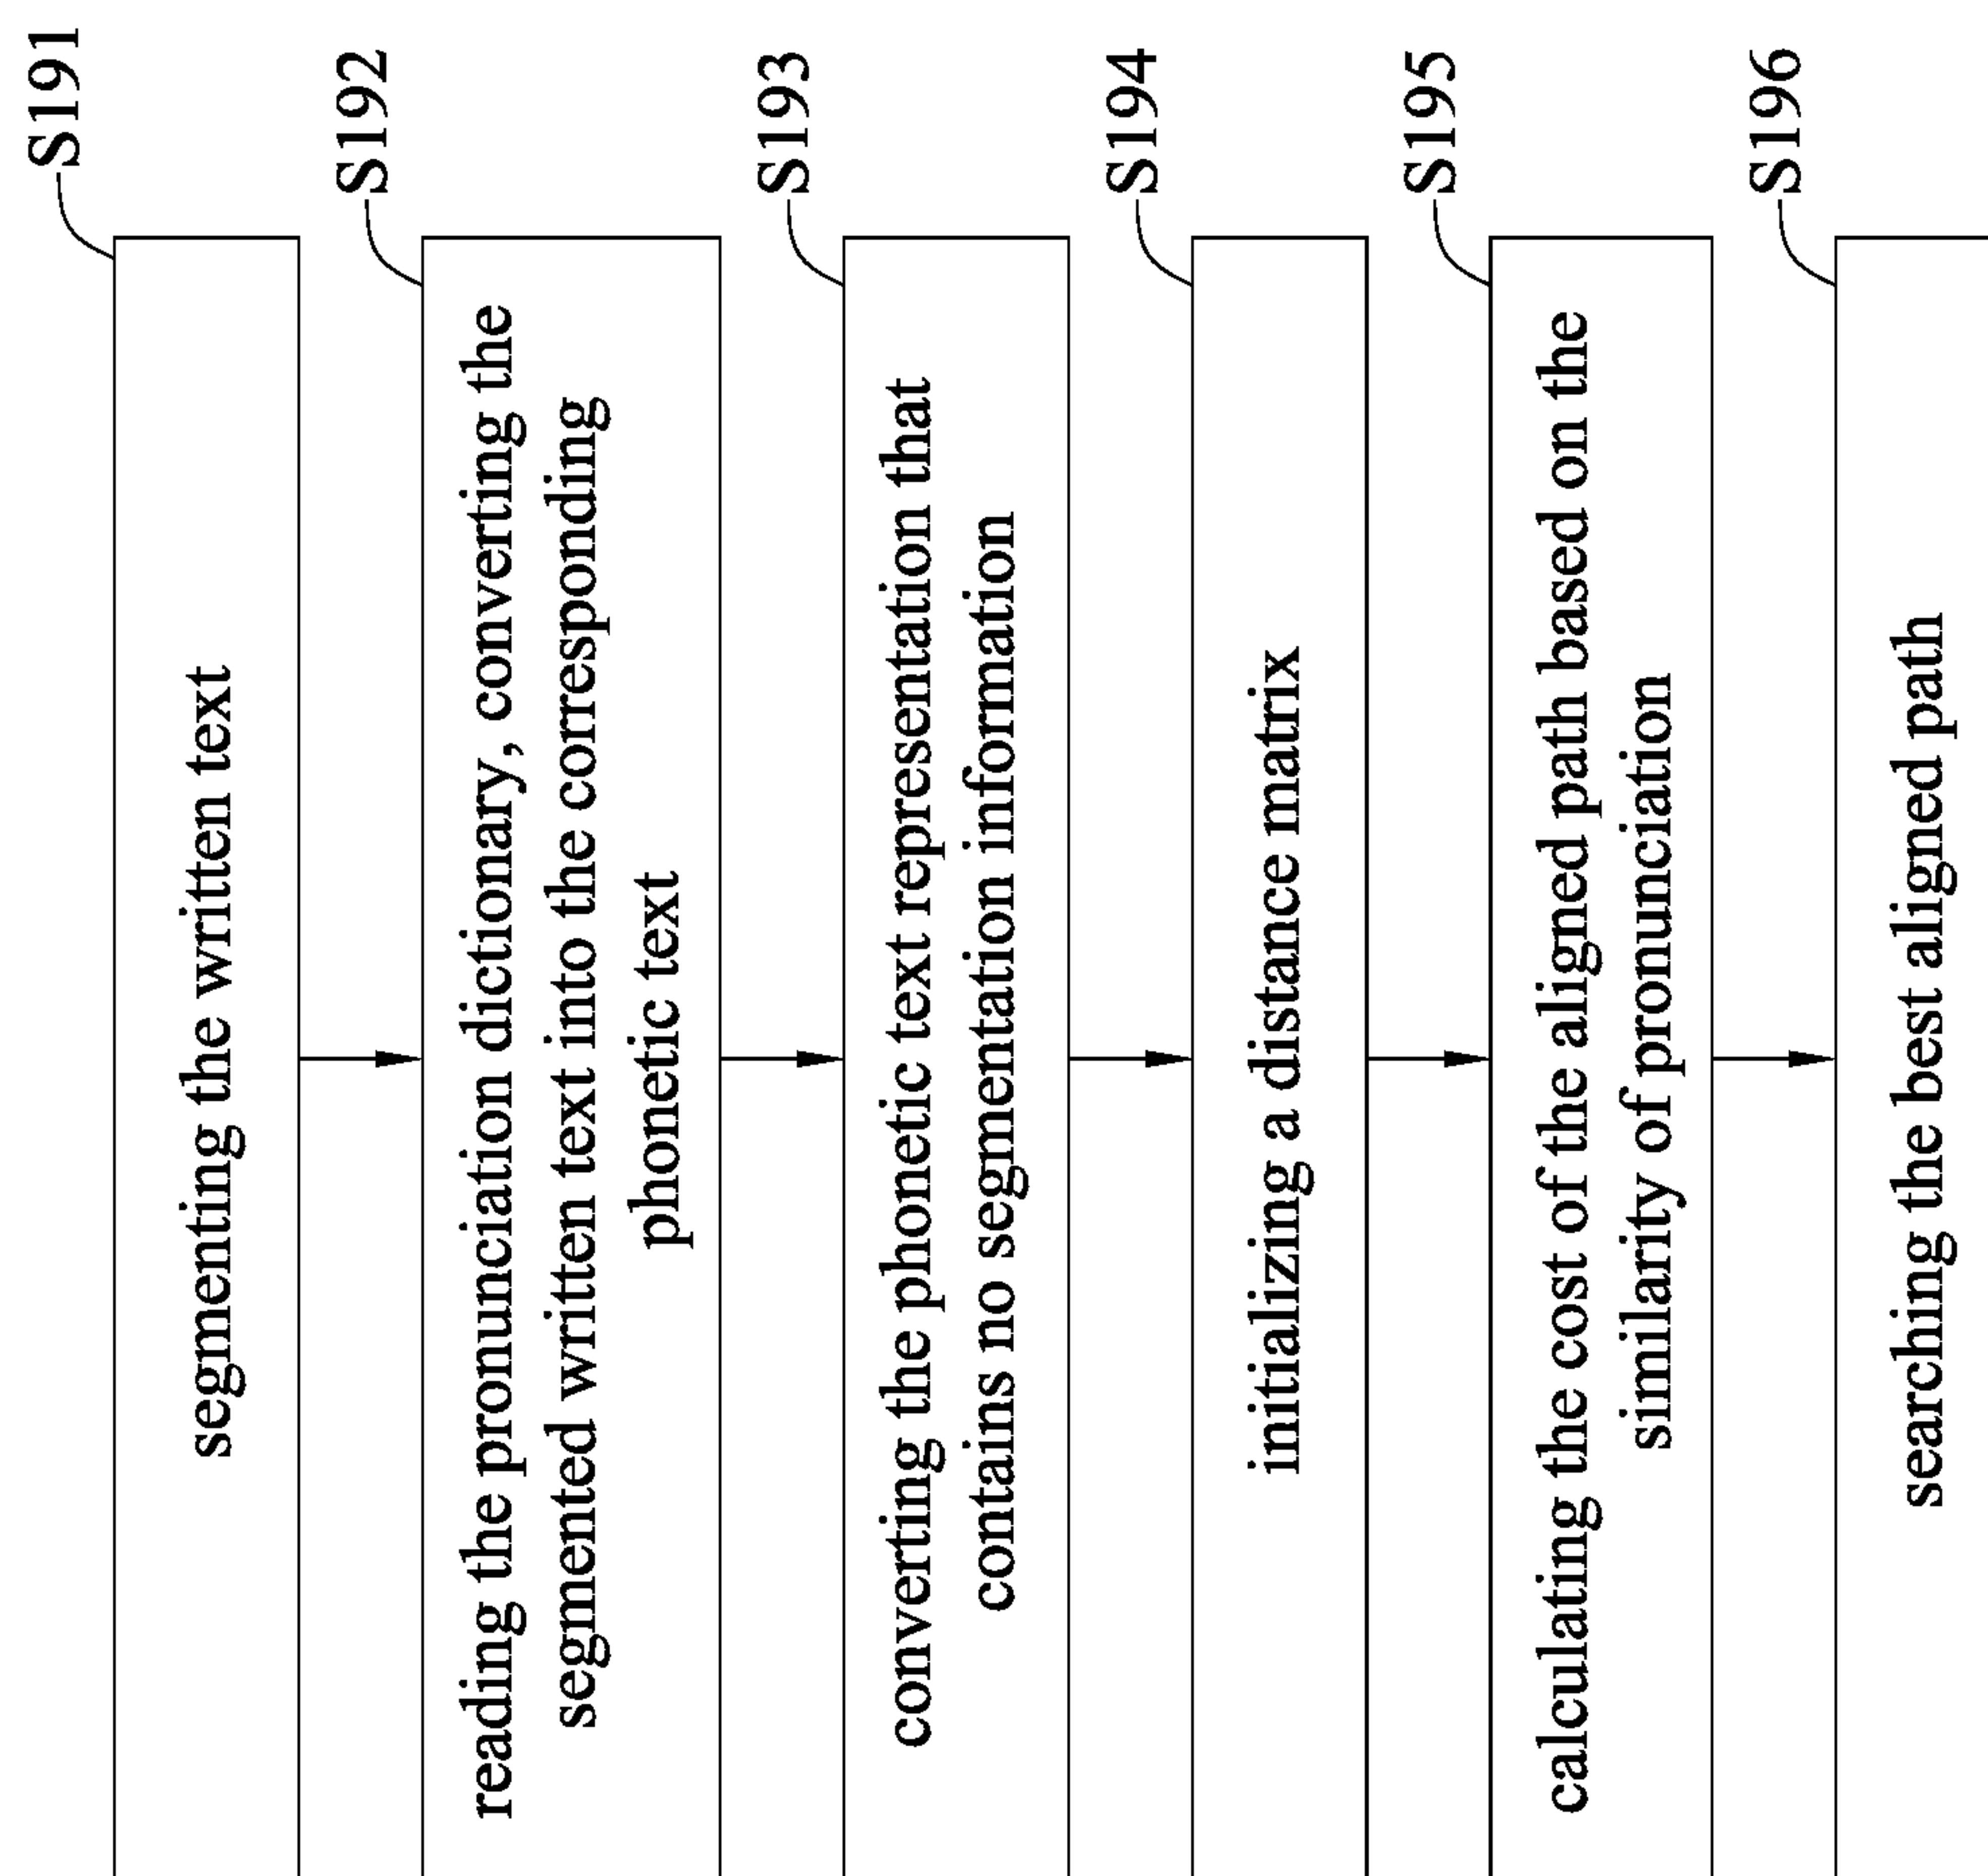 S191
segmenting the written text
S192
reading the pronunciation dictionary, converting the
segmented written text into the corresponding
phonetic text
S193
converting the phonetic text representation that
contains no segmentation information
S194
initializing a distance matrix
S195
calculating the cost of the aligned path based on the
similarity of pronunciation
S196
searching the best aligned path